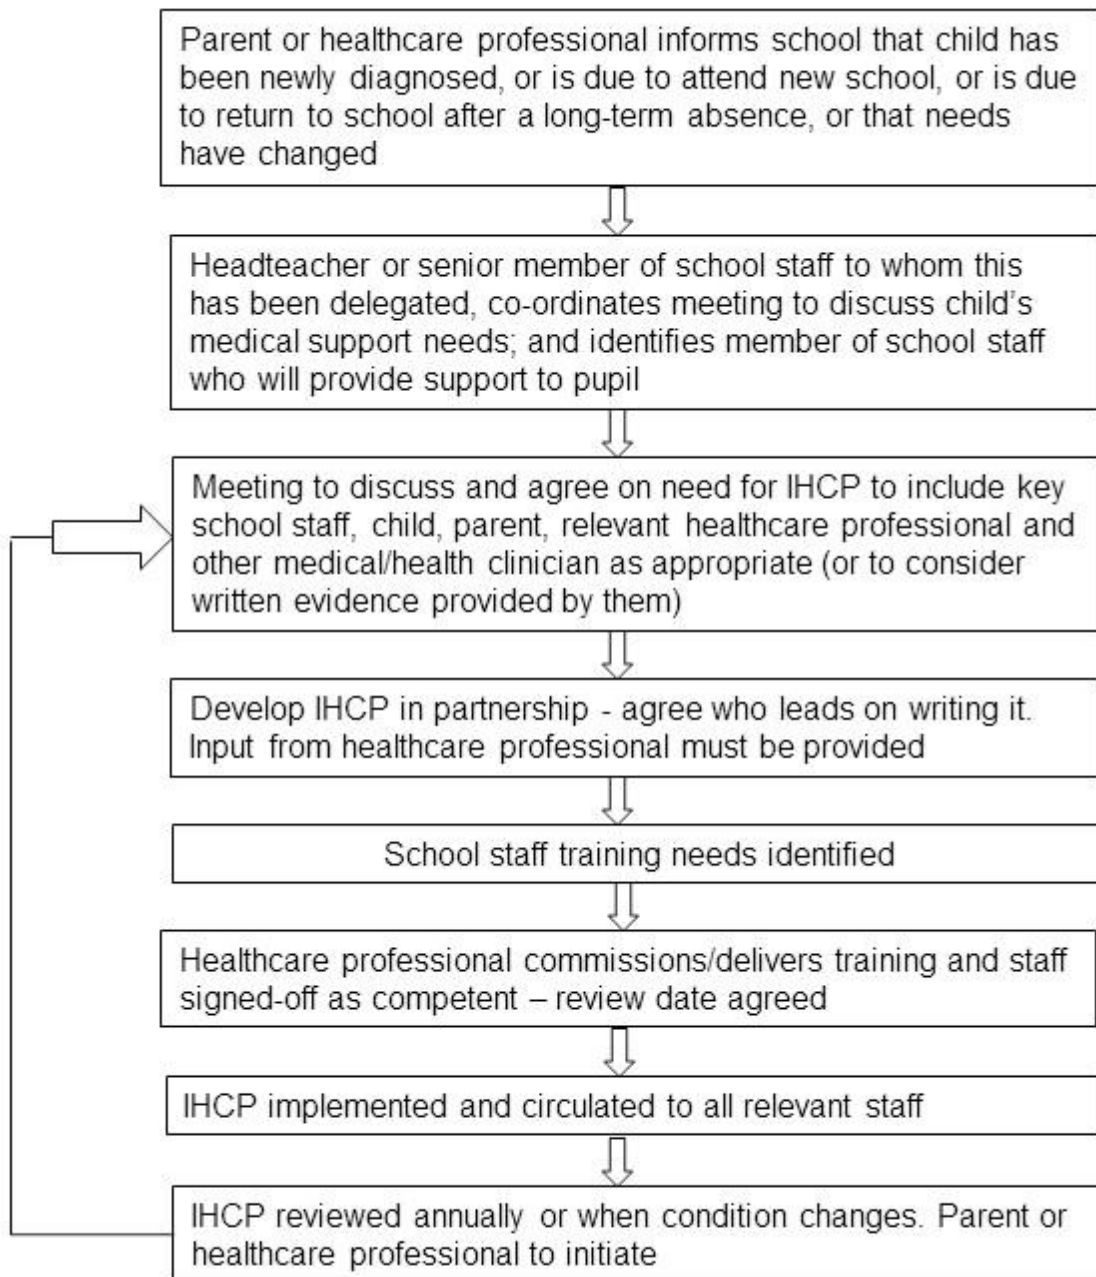 Parent or healthcare professional informs school that child has
been newly diagnosed, or is due to attend new school, or is due
to return to school after a long-term absence, or that needs
have changed
Headteacher or senior member of school staff to whom this
has been delegated, co-ordinates meeting to discuss child's
medical support needs; and identifies member of school staff
who will provide support to pupil
Meeting to discuss and agree on need for IHCP to include key
school staff, child, parent, relevant healthcare professional and
other medical/health clinician as appropriate (or to consider
written evidence provided by them)
Develop IHCP in partnership - agree who leads on writing it.
Input from healthcare professional must be provided
School staff training needs identified
Healthcare professional commissions/delivers training and staff
signed-off as competent – review date agreed
IHCP implemented and circulated to all relevant staff
IHCP reviewed annually or when condition changes. Parent or
healthcare professional to initiate